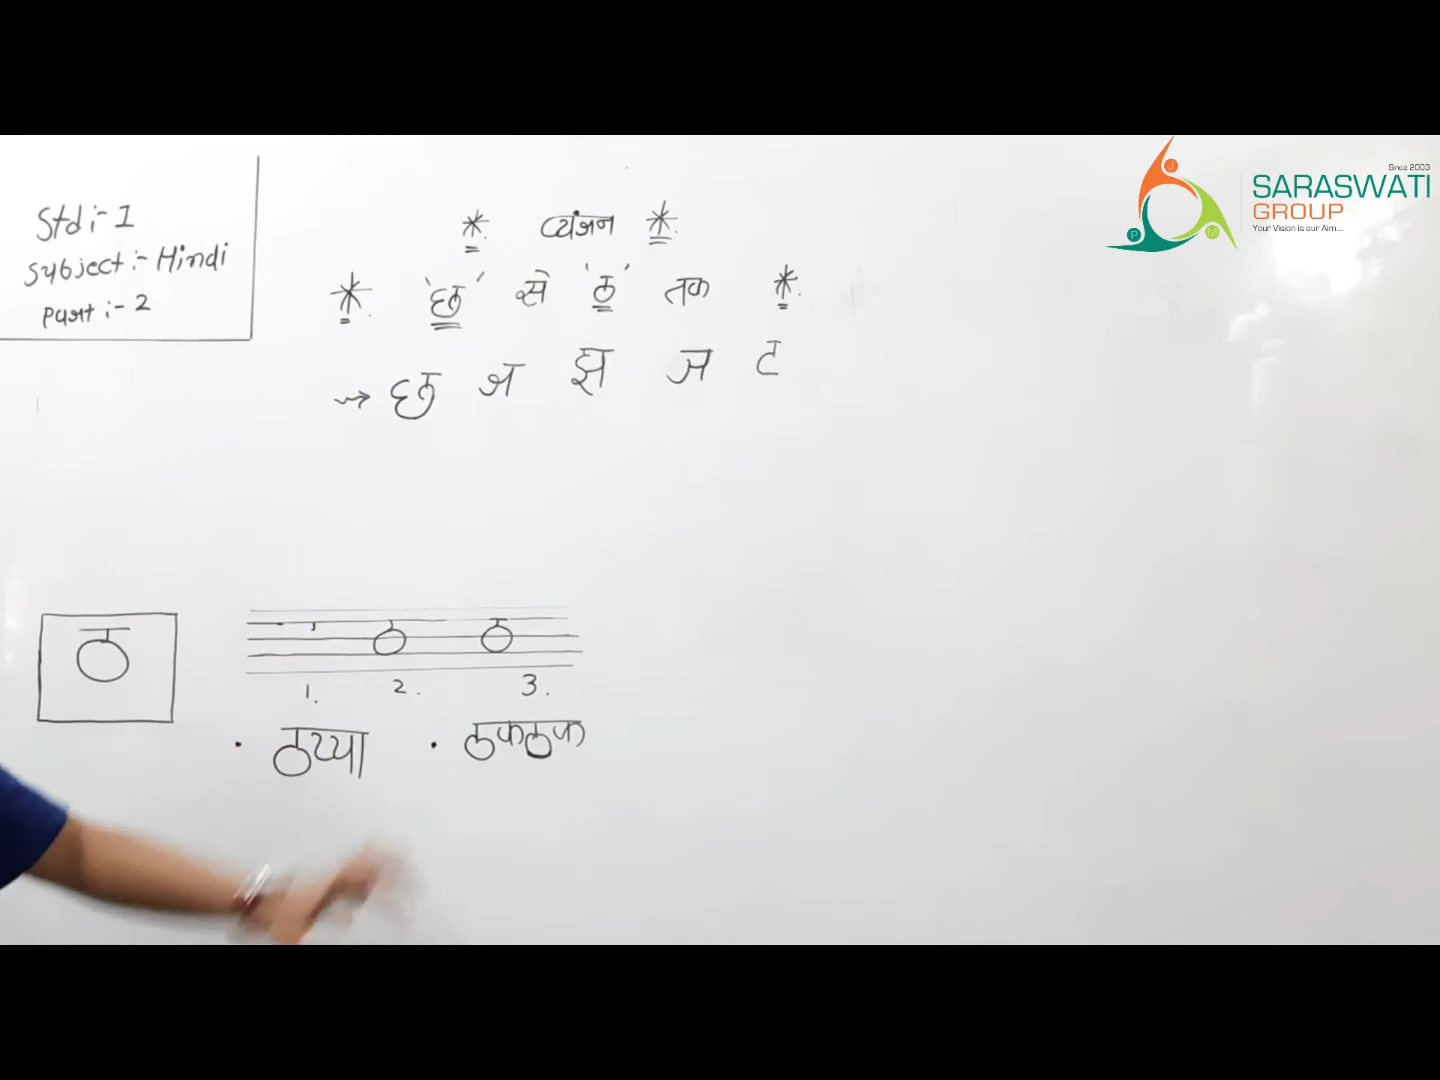 Std :- 1
Subject :- Hindi
Part :- 2
* व्यंजन *
* 'छ' से 'ठ' तक *
→ छ ज झ ञ ट
ठ
1. 2. 3.
ठ ठ
• ठप्पा • ठकठक
Since 2003
SARASWATI
GROUP
Your Vision is our Aim...
J
P
M